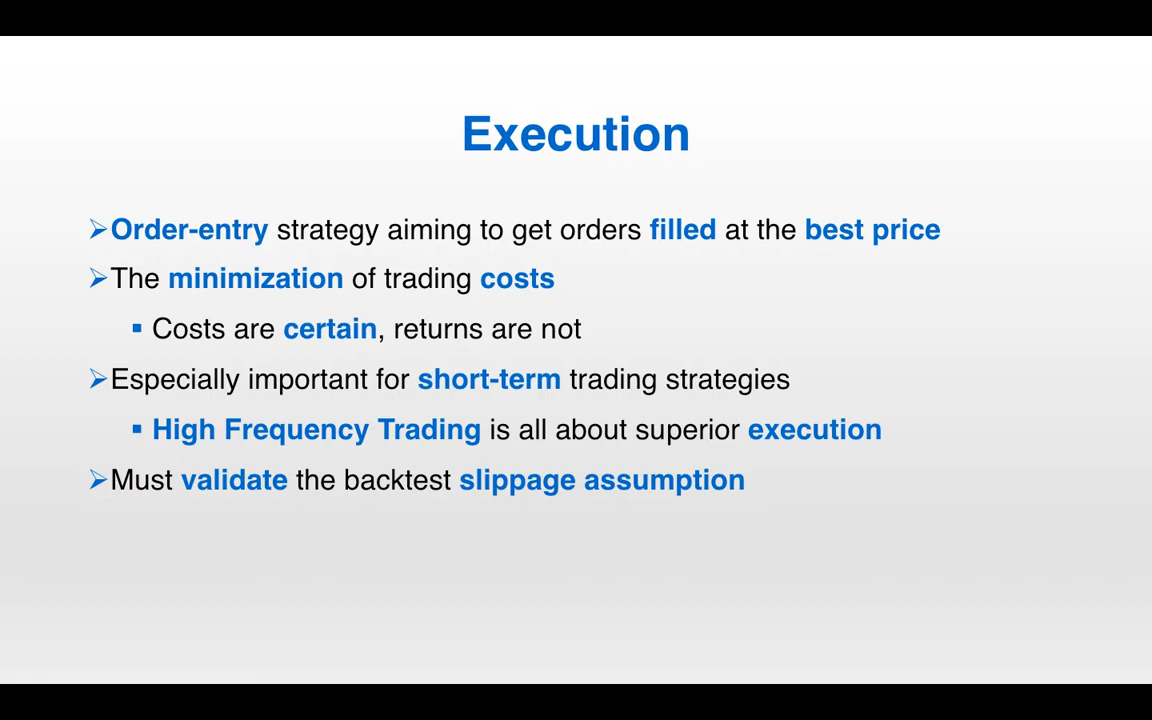 Execution
➢Order-entry strategy aiming to get orders filled at the best price
➢The minimization of trading costs
▪ Costs are certain, returns are not
➢Especially important for short-term trading strategies
▪ High Frequency Trading is all about superior execution
➢Must validate the backtest slippage assumption